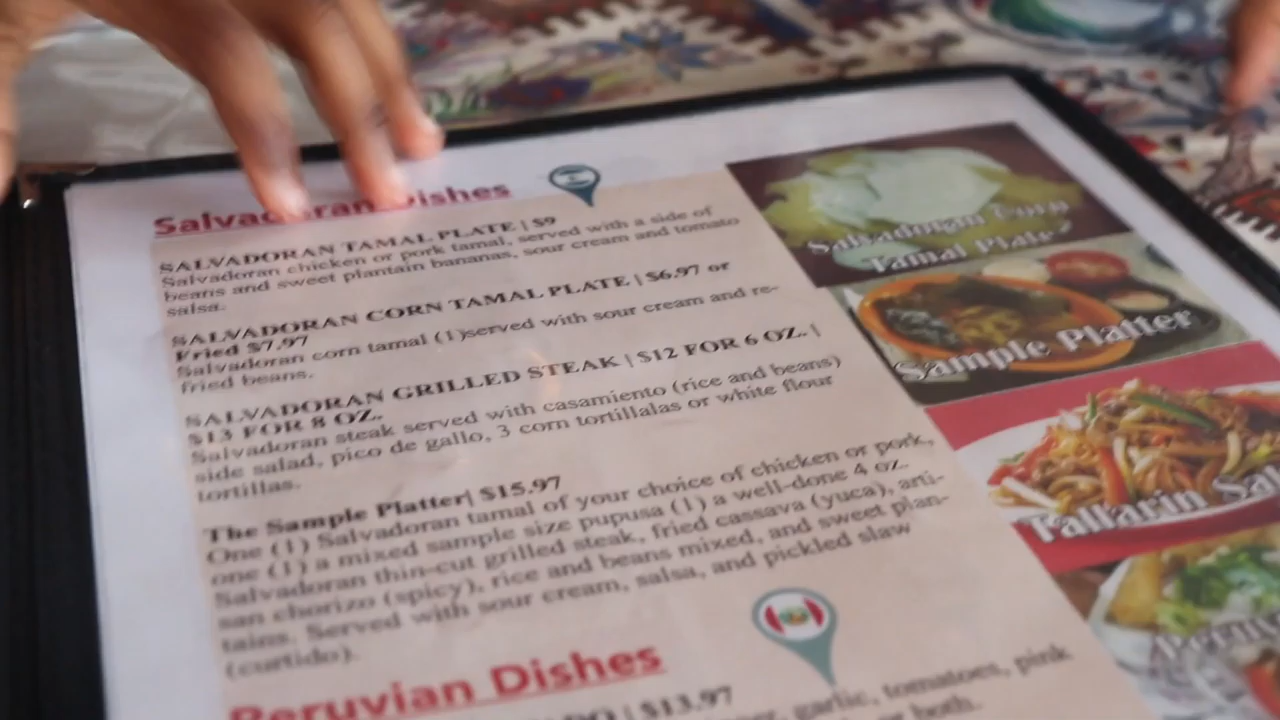 Salvadoran Dishes
SALVADORAN TAMAL PLATE | $9
Salvadoran chicken or pork tamal, served with a side of
beans and sweet plantain bananas, sour cream and tomato
salsa.
SALVADORAN CORN TAMAL PLATE | $6.97 or
Fried $7.97
Salvadoran corn tamal (1)served with sour cream and re-
fried beans.
SALVADORAN GRILLED STEAK | $12 FOR 6 OZ. |
$13 FOR 8 OZ.
Salvadoran steak served with casamiento (rice and beans)
side salad, pico de gallo, 3 corn tortillalas or white flour
tortillas.
The Sample Platter| $15.97
One (1) Salvadoran tamal of your choice of chicken or pork,
one (1) a mixed sample size pupusa (1) a well-done 4 oz.
Salvadoran thin-cut grilled steak, fried cassava (yuca), arti-
san chorizo (spicy), rice and beans mixed, and sweet plan-
tains. Served with sour cream, salsa, and pickled slaw
(curtido).
Peruvian Dishes
| $13.97
garlic, tomatoes, pink
or both.
Salvadoran Corn
Tamal Plate
Sample Platter
Tallarin Sal